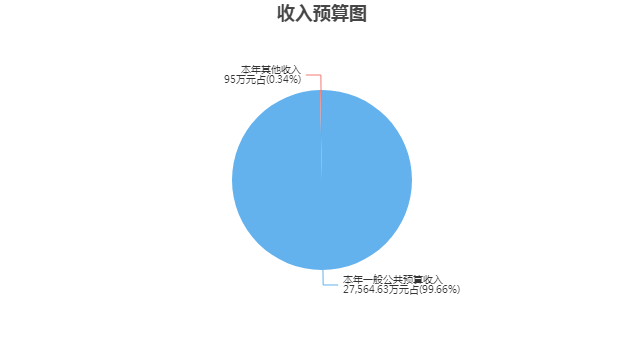 收入预算图
本年其他收入
95万元占(0.34%)
本年一般公共预算收入
27,564.63万元占(99.66%)